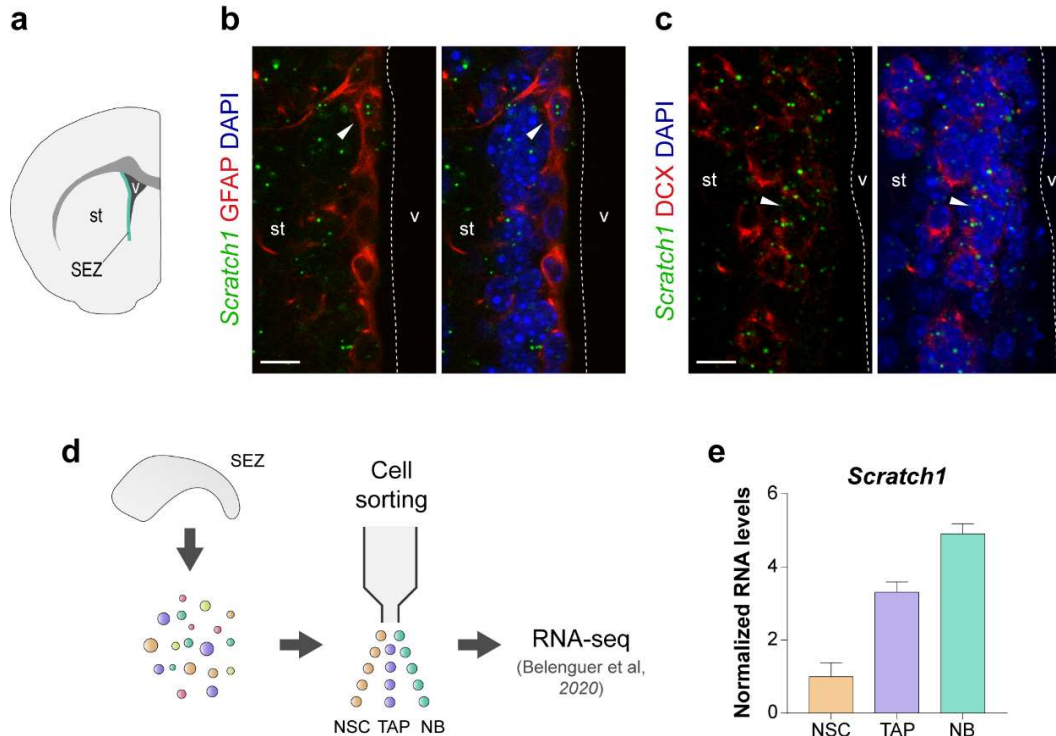 a
v
st
SEZ
b
Scratch1 GFAP DAPI
st
v
st
v
c
Scratch1 DCX DAPI
st
v
st
v
d
SEZ
Cell
sorting
NSC TAP NB
RNA-seq
(Belenguer et al,
2020)
e
Scratch1
Normalized RNA levels
6
4
2
0
NSC TAP NB